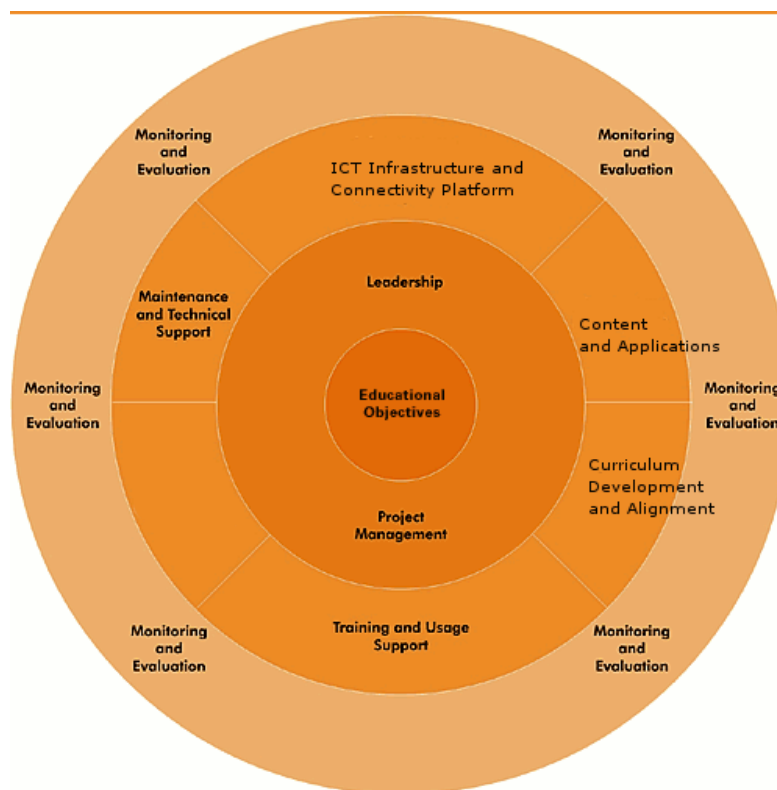 Monitoring
and
Evaluation
Monitoring
and
Evaluation
ICT Infrastructure and
Connectivity Platform
Leadership
Maintenance
and Technical
Support
Content
and Applications
Educational
Objectives
Monitoring
and
Evaluation
Monitoring
and
Evaluation
Curriculum
Development
and Alignment
Project
Management
Training and Usage
Support
Monitoring
and
Evaluation
Monitoring
and
Evaluation